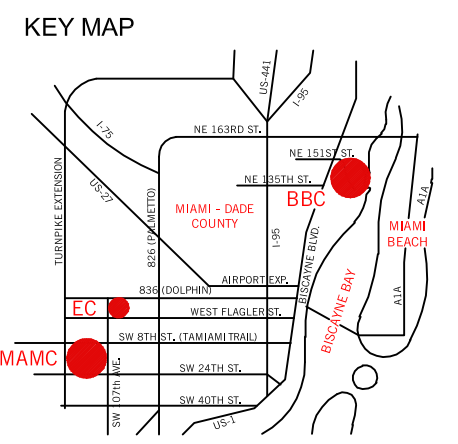 KEY MAP
US-441
I-95
I-75
NE 163RD ST.
NE 151ST ST.
NE 135TH ST.
BBC
US-27
TURNPIKE EXTENSION
826 (PALMETTO)
MIAMI - DADE
COUNTY
I-95
BISCAYNE BLVD.
BISCAYNE BAY
MIAMI
BEACH
A1A
A1A
AIRPORT EXP.
836 (DOLPHIN)
EC
WEST FLAGLER ST.
SW 8TH ST. (TAMIAMI TRAIL)
MAMC
SW 24TH ST.
SW 107th AVE.
SW 40TH ST.
US-1